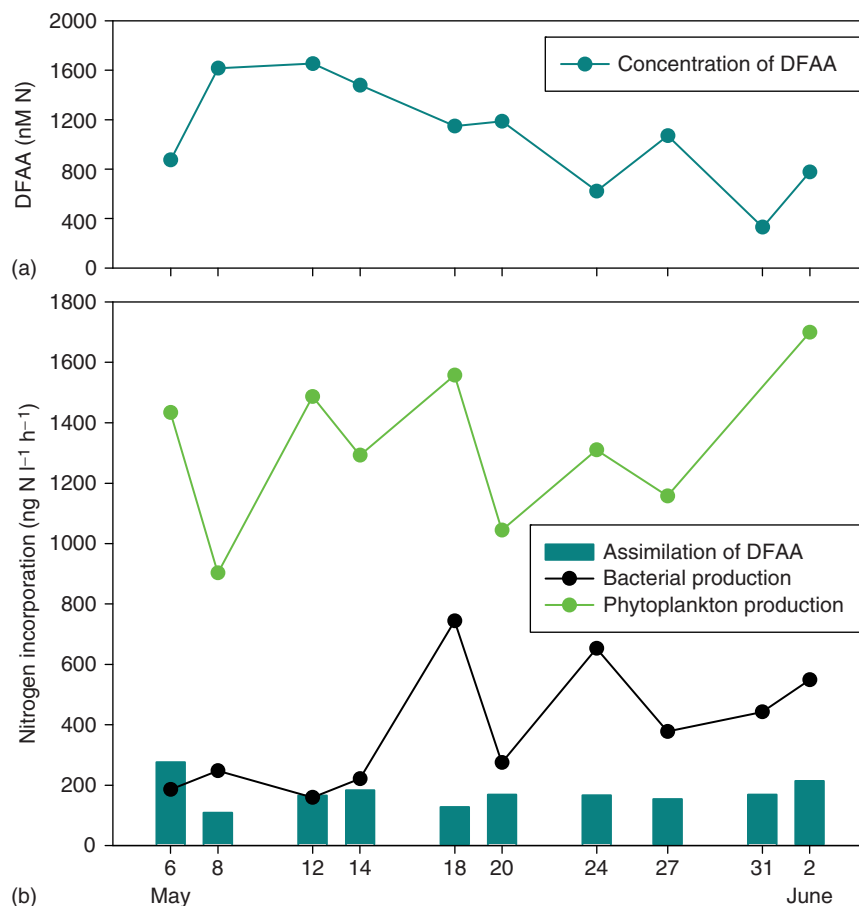 2000
1600
1200
800
400
0
DFAA (nM N)
Concentration of DFAA
(a)
1800
1600
1400
1200
1000
800
600
400
200
0
Nitrogen incorporation (ng N l⁻¹ h⁻¹)
Assimilation of DFAA
Bacterial production
Phytoplankton production
6 8 12 14 18 20 24 27 31 2
May June
(b)